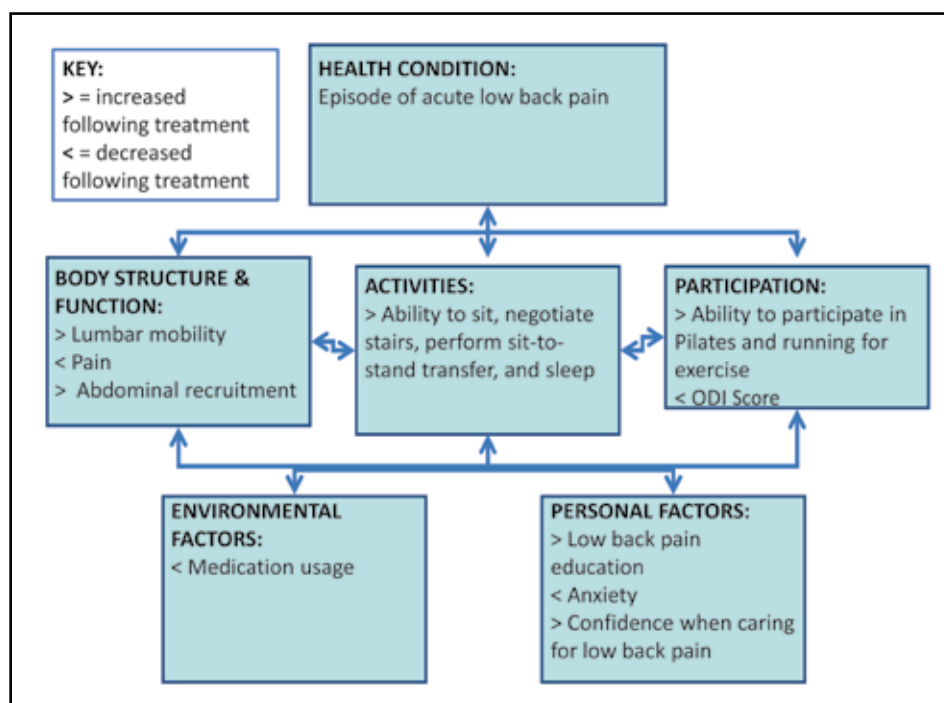 KEY:
> = increased
following treatment
< = decreased
following treatment
HEALTH CONDITION:
Episode of acute low back pain
BODY STRUCTURE &
FUNCTION:
> Lumbar mobility
< Pain
> Abdominal recruitment
ACTIVITIES:
> Ability to sit, negotiate
stairs, perform sit-to-
stand transfer, and sleep
PARTICIPATION:
> Ability to participate in
Pilates and running for
exercise
< ODI Score
ENVIRONMENTAL
FACTORS:
< Medication usage
PERSONAL FACTORS:
> Low back pain
education
< Anxiety
> Confidence when caring
for low back pain